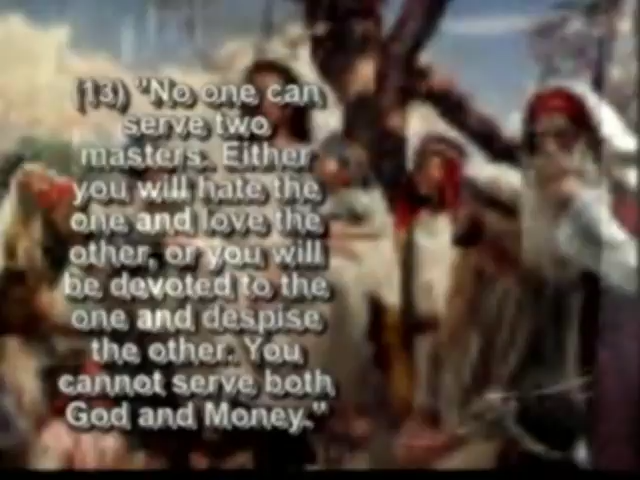 (13) "No one can
serve two
masters. Either
you will hate the
one and love the
other, or you will
be devoted to the
one and despise
the other. You
cannot serve both
God and Money."